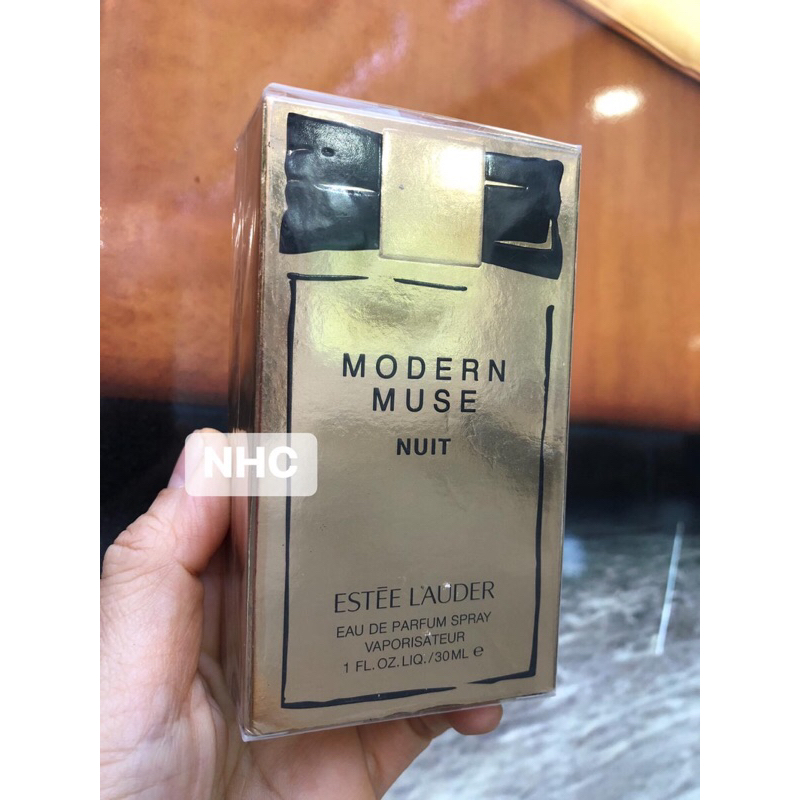 MODERN
MUSE
NUIT
NHC
ESTĒE LAUDER
EAU DE PARFUM SPRAY
VAPORISATEUR
1 FL.OZ.LIQ./30ML ℮